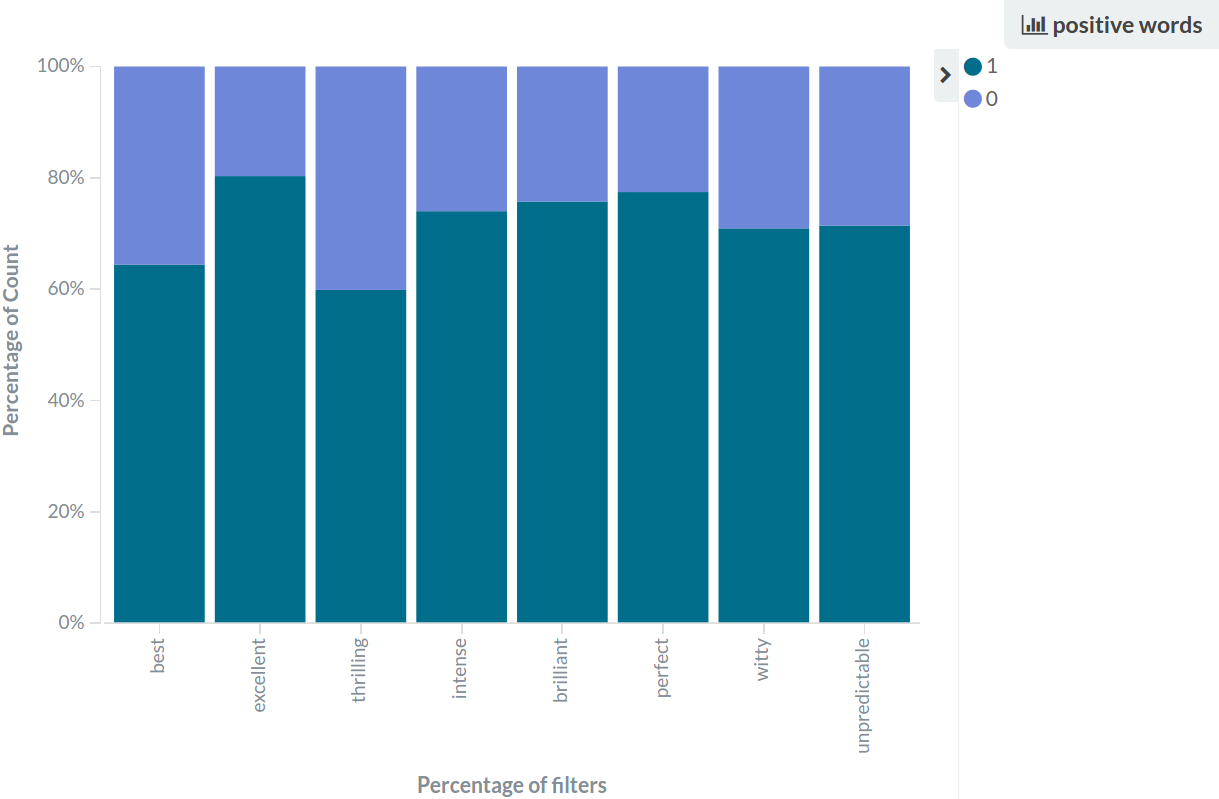 positive words
1
0
100%
80%
60%
40%
20%
0%
Percentage of Count
best
excellent
thrilling
intense
brilliant
perfect
witty
unpredictable
Percentage of filters